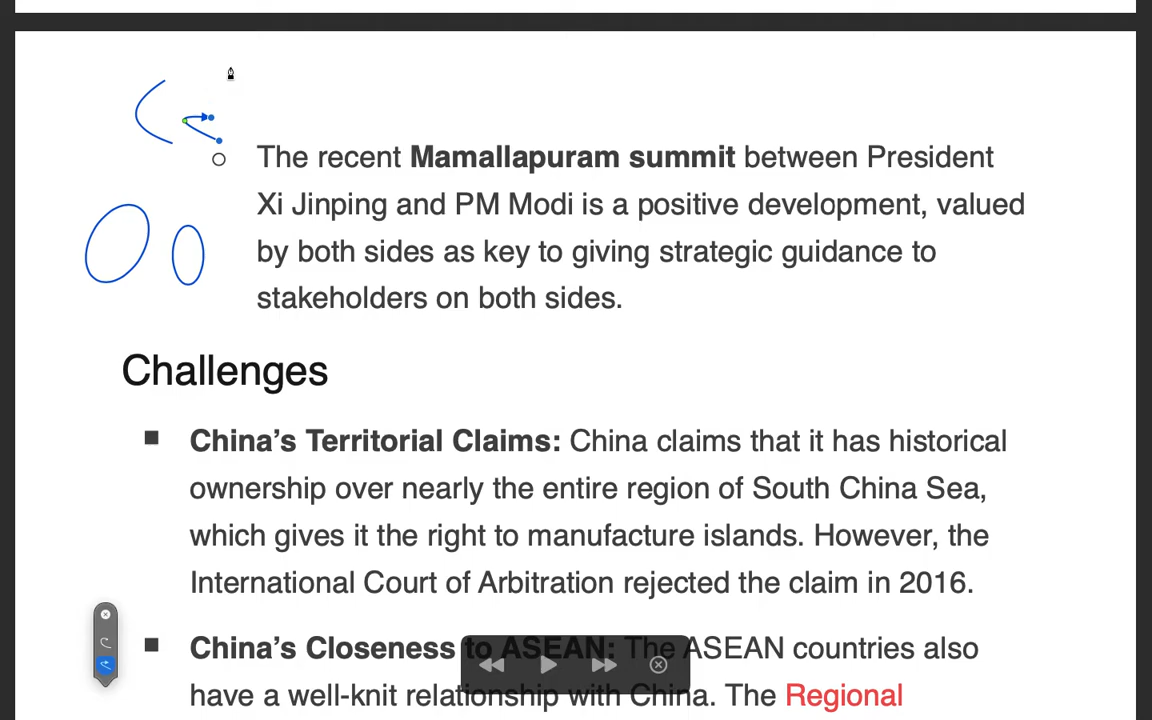 The recent Mamallapuram summit between President
Xi Jinping and PM Modi is a positive development, valued
by both sides as key to giving strategic guidance to
stakeholders on both sides.
Challenges
China’s Territorial Claims: China claims that it has historical
ownership over nearly the entire region of South China Sea,
which gives it the right to manufacture islands. However, the
International Court of Arbitration rejected the claim in 2016.
China’s Closeness to ASEAN: The ASEAN countries also
have a well-knit relationship with China. The Regional